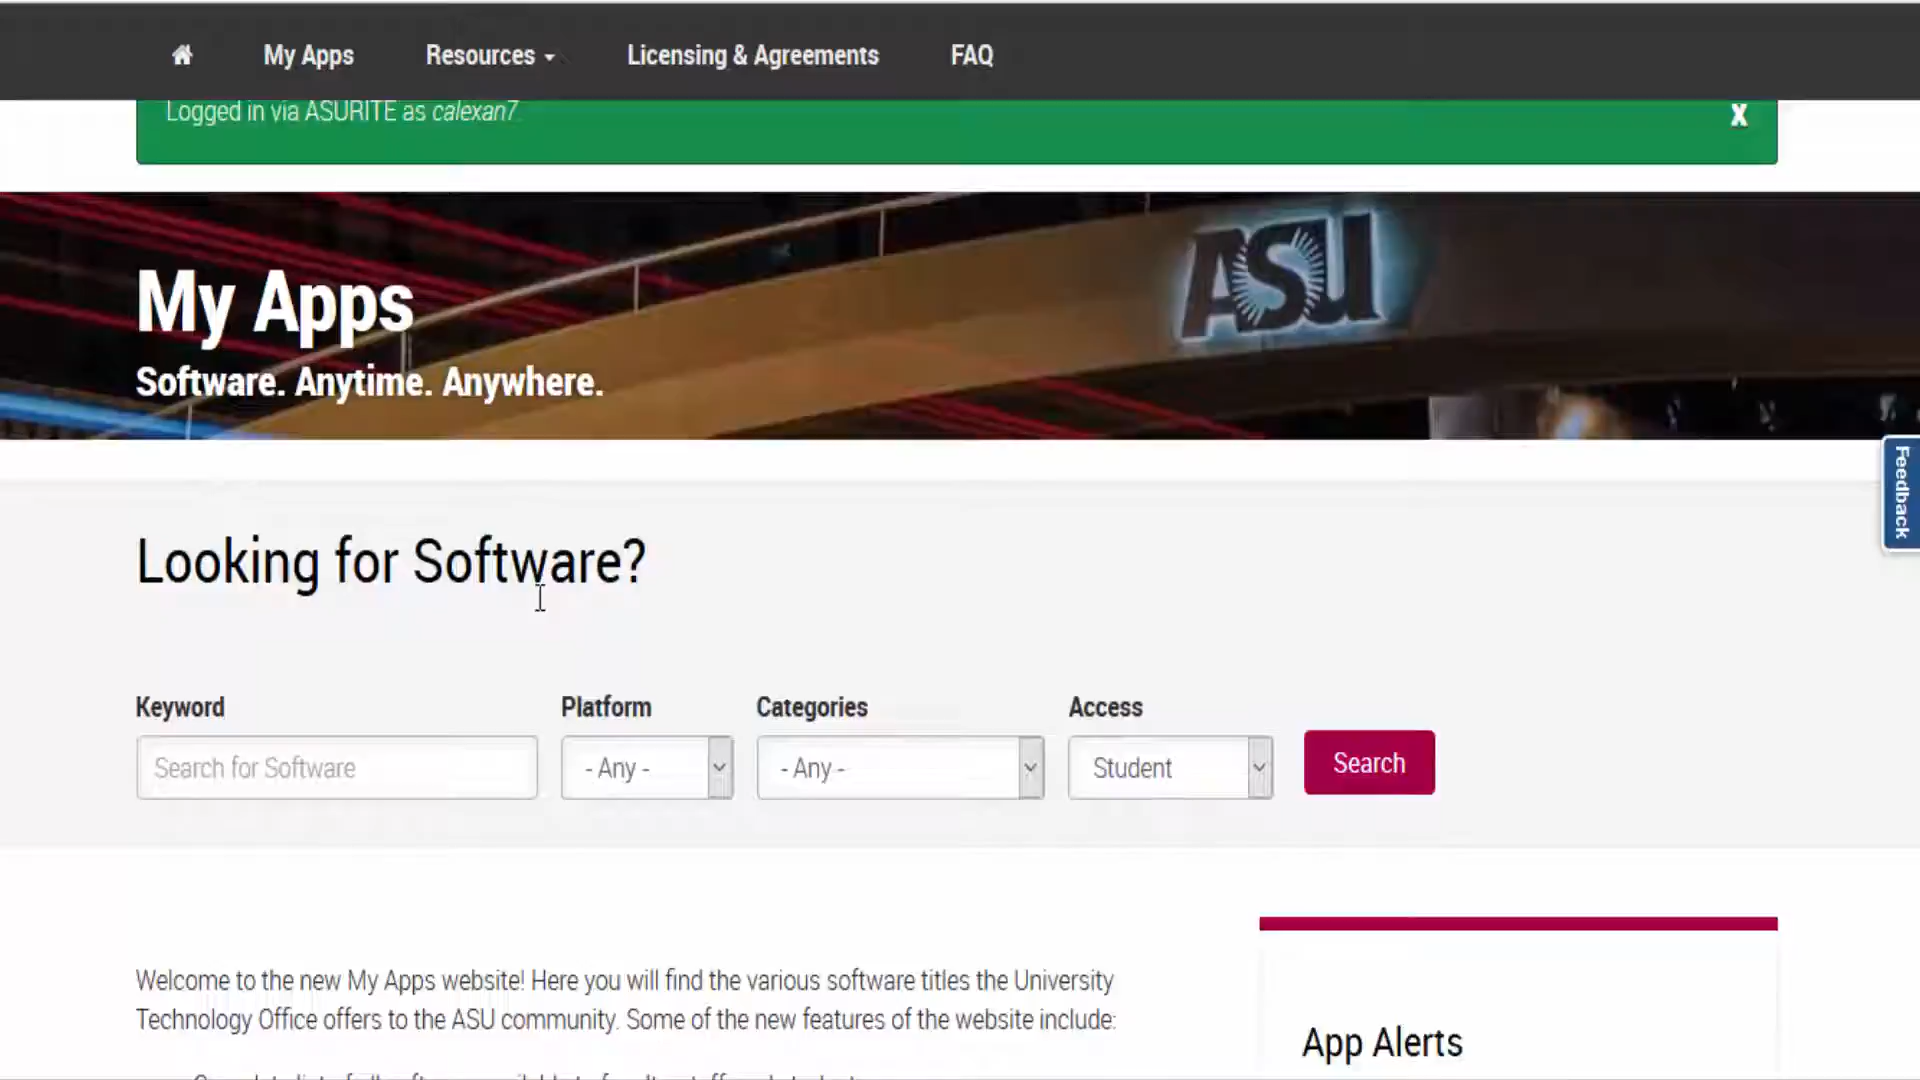 My Apps
Resources
Licensing & Agreements
FAQ
Logged in via ASURITE as calexan7.
X
ASU
My Apps
Software. Anytime. Anywhere.
Feedback
Looking for Software?
Keyword
Platform
Categories
Access
Search for Software
- Any -
- Any -
Student
Search
Welcome to the new My Apps website! Here you will find the various software titles the University
Technology Office offers to the ASU community. Some of the new features of the website include:
App Alerts